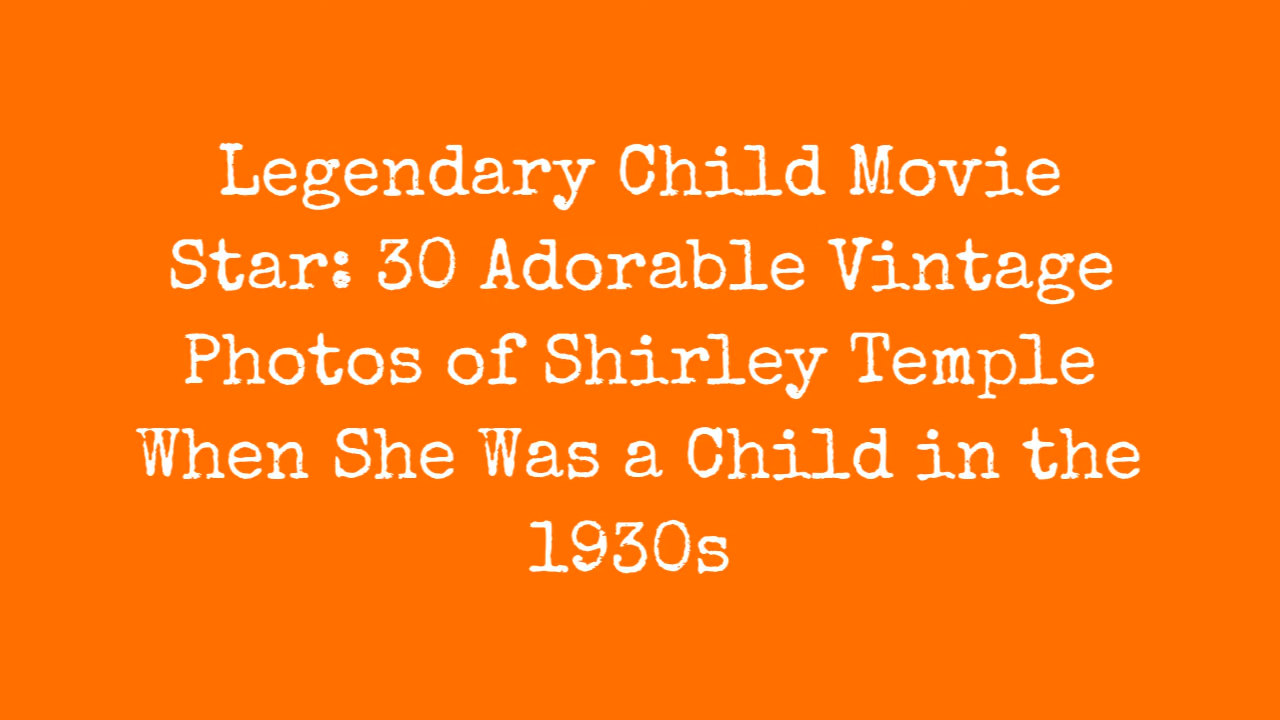 Legendary Child Movie
Star: 30 Adorable Vintage
Photos of Shirley Temple
When She Was a Child in the
1930s